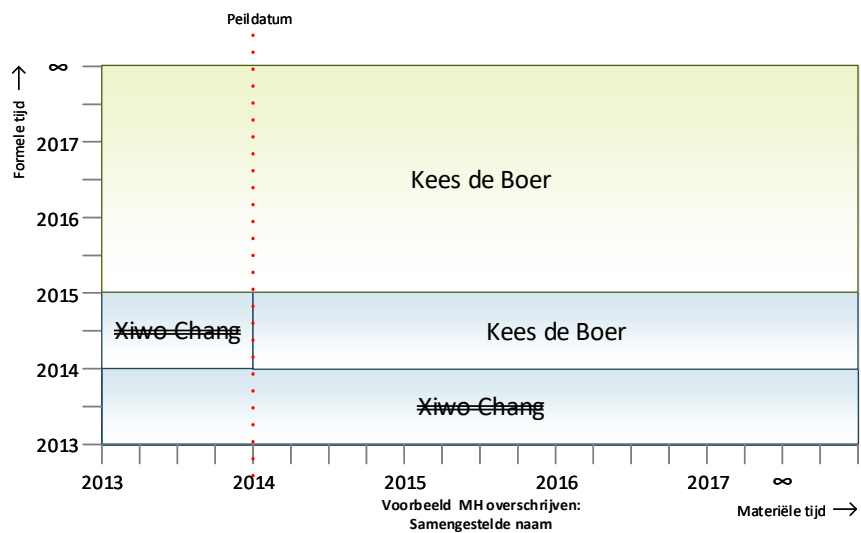 Peildatum
∞
Formele tijd
2017
Kees de Boer
2016
2015
Xiwo Chang
Kees de Boer
2014
Xiwo Chang
2013
2013
2014
2015
2016
2017
∞
Voorbeeld MH overschrijven:
Samengestelde naam
Materiële tijd